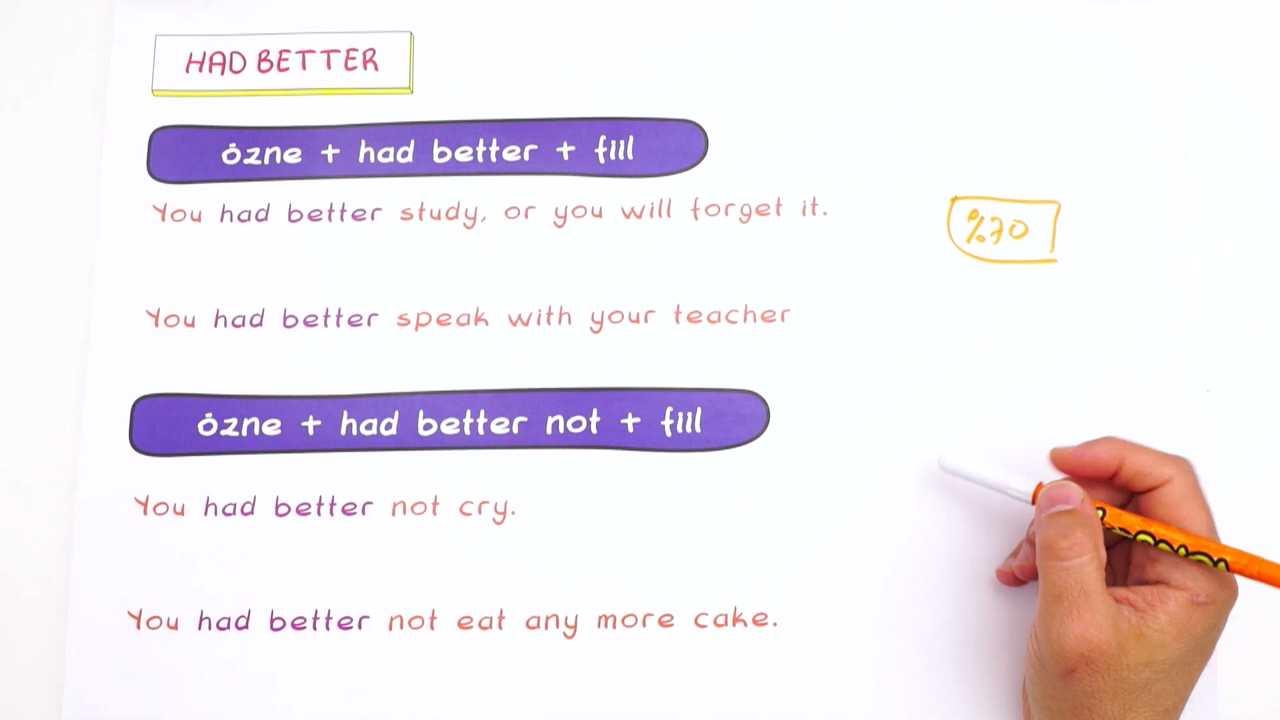 HAD BETTER
özne + had better + fiil
You had better study, or you will forget it.
%70
You had better speak with your teacher
özne + had better not + fiil
You had better not cry.
You had better not eat any more cake.